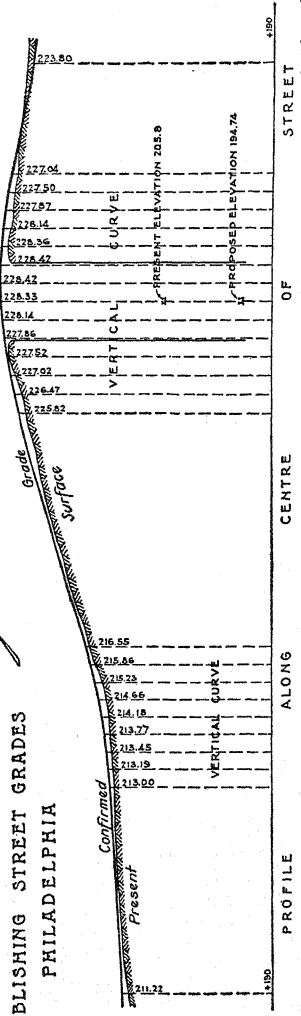 BLISHING STREET GRADES
PHILADELPHIA
Confirmed
Grade
Present
Surface
211.22
213.00
213.19
213.45
213.77
214.18
214.66
215.23
215.86
216.55
225.82
226.47
227.02
227.52
227.86
228.14
228.33
228.42
228.42
228.36
228.14
227.87
227.50
227.04
223.80
VERTICAL CURVE
VERTICAL CURVE
PRESENT ELEVATION 205.8
PROPOSED ELEVATION 194.74
+190
+190
PROFILE ALONG CENTRE OF STREET